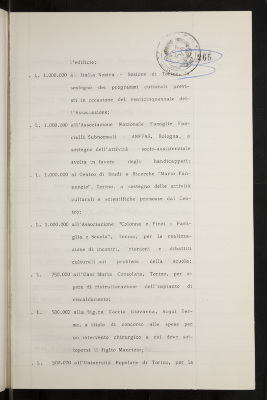 265
l'edificio;
. L. 1.000.000 a Italia Nostra - Sezione di Torino, a
sostegno dei programmi culturali previ-
sti in occasione del venticinquennale del-
l'Associazione;
. L. 1.000.000 all'Associazione Nazionale Famiglie Fan-
ciulli Subnormali - ANFFAS, Bologna, a
sostegno dell'attività socio-assistenziale
svolta in favore degli handicappati;
. L. 1.000.000 al Centro di Studi e Ricerche "Mario Pan-
nunzio", Torino, a sostegno delle attività
culturali e scientifiche promosse dal Cen-
tro;
. L. 1.000.000 all'Associazione "Colonna e Finzi - Fami-
glia e Scuola", Torino, per la realizza-
zione di incontri, riunioni e dibattiti
culturali sui problemi della scuola;
. L. 750.000 all'Oasi Maria Consolata, Torino, per o-
pere di ristrutturazione dell'impianto di
riscaldamento;
. L. 500.000 alla Sig.ra Giovanna, Acqui Ter-
me, a titolo di concorso alle spese per
un intervento chirurgico a cui deve sot-
toporsi il figlio Maurizio;
. L. 500.000 all'Università Popolare di Torino, per la